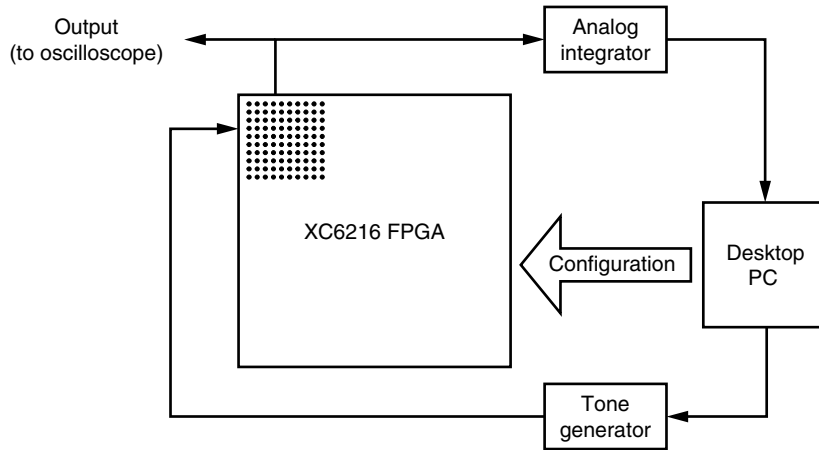 Output
(to oscilloscope)
Analog
integrator
XC6216 FPGA
Configuration
Desktop
PC
Tone
generator